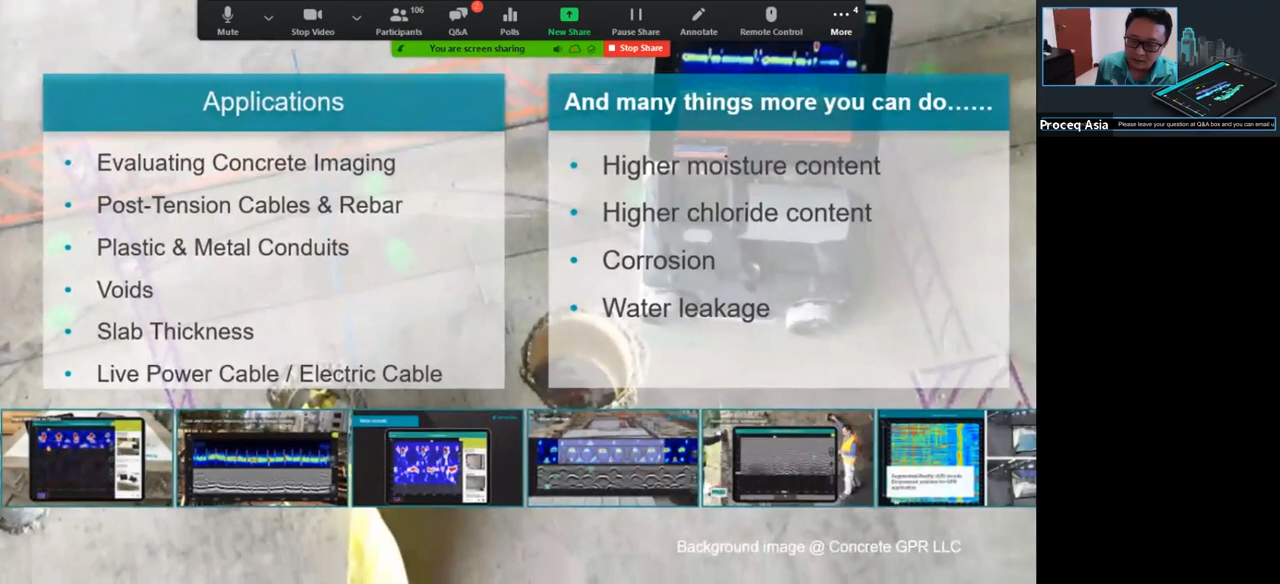 106
2
4
Mute
Stop Video
Participants
Q&A
Polls
New Share
Pause Share
Annotate
Remote Control
More
You are screen sharing
Stop Share
Applications
• Evaluating Concrete Imaging
• Post-Tension Cables & Rebar
• Plastic & Metal Conduits
• Voids
• Slab Thickness
• Live Power Cable / Electric Cable
And many things more you can do......
• Higher moisture content
• Higher chloride content
• Corrosion
• Water leakage
Background image @ Concrete GPR LLC
Proceq Asia
Please leave your question at Q&A box and you can email u